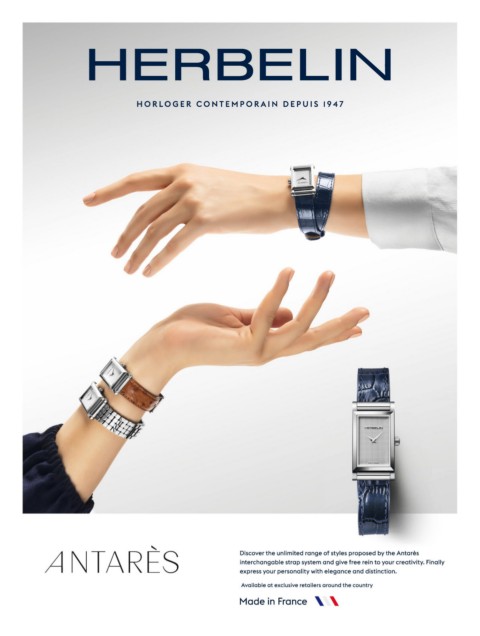 HERBELIN
HORLOGER CONTEMPORAIN DEPUIS 1947
HERBELIN
ANTARÈS
Discover the unlimited range of styles proposed by the Antarès
interchangable strap system and give free rein to your creativity. Finally
express your personality with elegance and distinction.
Available at exclusive retailers around the country
Made in France